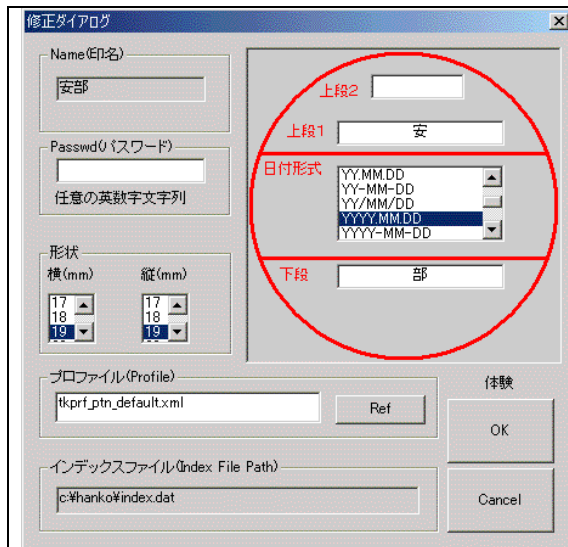 修正ダイアログ
Name(印名)
安部
Passwd(パスワード)
任意の英数字文字列
形状
横(mm) 縦(mm)
17 17
18 18
19 19
上段2
上段1 安
日付形式
YY.MM.DD
YY-MM-DD
YY/MM/DD
YYYY.MM.DD
YYYY-MM-DD
下段 部
プロファイル(Profile)
tkprf_ptn_default.xml
Ref
体験
OK
インデックスファイル(Index File Path)
c:¥hanko¥index.dat
Cancel